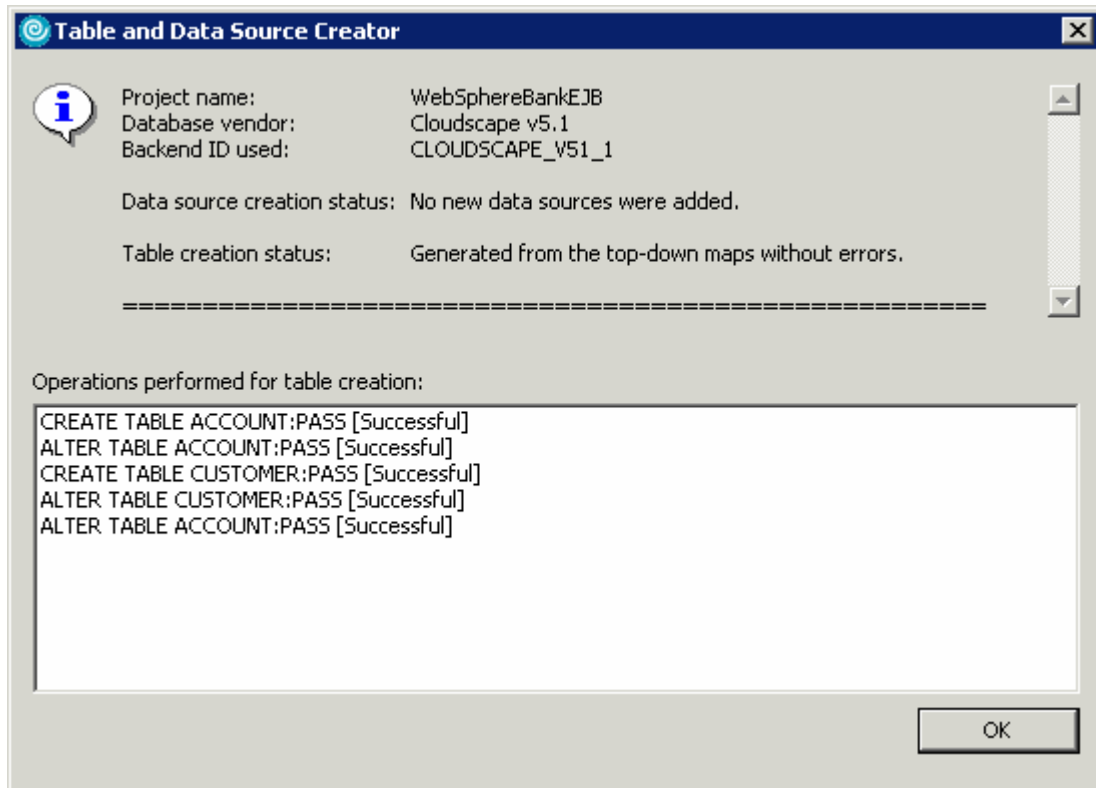 Table and Data Source Creator
Project name: WebSphereBankEJB
Database vendor: Cloudscape v5.1
Backend ID used: CLOUDSCAPE_V51_1
Data source creation status: No new data sources were added.
Table creation status: Generated from the top-down maps without errors.
======================================================
Operations performed for table creation:
CREATE TABLE ACCOUNT:PASS [Successful]
ALTER TABLE ACCOUNT:PASS [Successful]
CREATE TABLE CUSTOMER:PASS [Successful]
ALTER TABLE CUSTOMER:PASS [Successful]
ALTER TABLE ACCOUNT:PASS [Successful]
OK